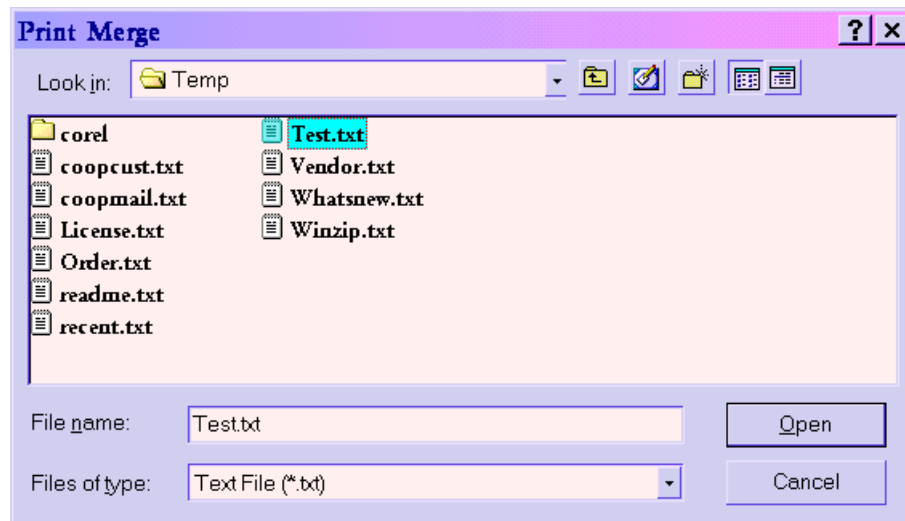 Print Merge
? ×
Look in: Temp
corel
coopcust.txt
coopmail.txt
License.txt
Order.txt
readme.txt
recent.txt
Test.txt
Vendor.txt
Whatsnew.txt
Winzip.txt
File name: Test.txt Open
Files of type: Text File (*.txt) Cancel